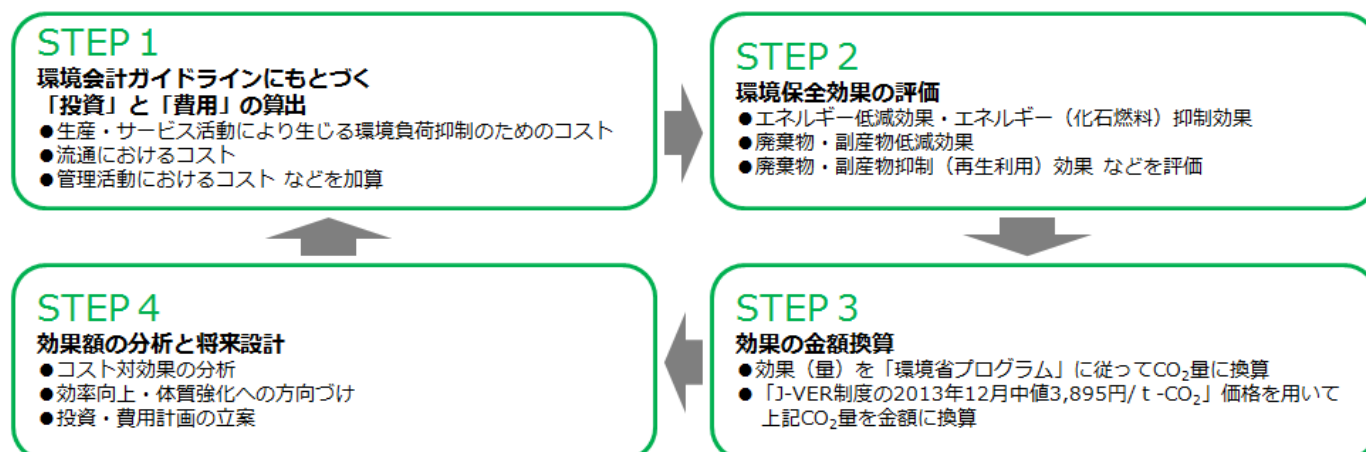 STEP 1
環境会計ガイドラインにもとづく
「投資」と「費用」の算出
●生産・サービス活動により生じる環境負荷抑制のためのコスト
●流通におけるコスト
●管理活動におけるコスト などを加算
STEP 2
環境保全効果の評価
●エネルギー低減効果・エネルギー（化石燃料）抑制効果
●廃棄物・副産物低減効果
●廃棄物・副産物抑制（再生利用）効果 などを評価
STEP 3
効果の金額換算
●効果（量）を「環境省プログラム」に従ってCO₂量に換算
●「J-VER制度の2013年12月中値3,895円/ｔ-CO₂」価格を用いて
上記CO₂量を金額に換算
STEP 4
効果額の分析と将来設計
●コスト対効果の分析
●効率向上・体質強化への方向づけ
●投資・費用計画の立案